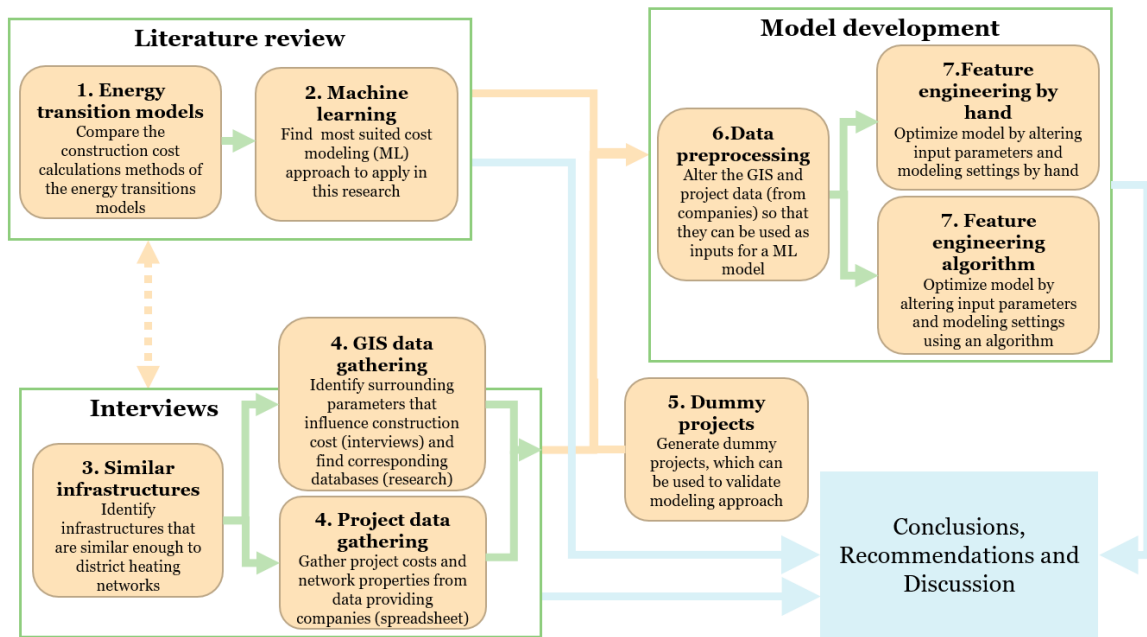 Literature review
1. Energy
transition models
Compare the
construction cost
calculations methods
of the energy transitions
models
2. Machine
learning
Find  most suited cost
modeling (ML)
approach to apply in
this research
Model development
6.Data
preprocessing
Alter the GIS and
project data (from
companies) so that
they can be used as
inputs for a ML
model
7.Feature
engineering by
hand
Optimize model by altering
input parameters and
modeling settings by hand
7. Feature
engineering
algorithm
Optimize model by
altering input parameters
and modeling settings
using an algorithm
Interviews
3. Similar
infrastructures
Identify
infrastructures that
are similar enough to
district heating
networks
4. GIS data
gathering
Identify surrounding
parameters that
influence construction
cost (interviews) and
find corresponding
databases (research)
4. Project data
gathering
Gather project costs and
network properties from
data providing
companies (spreadsheet)
5. Dummy
projects
Generate dummy
projects, which can
be used to validate
modeling approach
Conclusions,
Recommendations and
Discussion